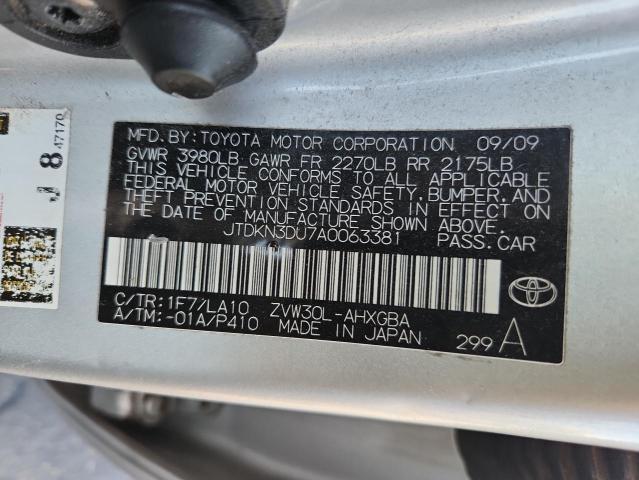 MFD. BY: TOYOTA MOTOR CORPORATION 09/09
GVWR 3980LB GAWR FR 2270LB RR 2175LB
THIS VEHICLE CONFORMS TO ALL APPLICABLE
FEDERAL MOTOR VEHICLE SAFETY, BUMPER, AND
THEFT PREVENTION STANDARDS IN EFFECT ON
THE DATE OF MANUFACTURE SHOWN ABOVE.
JTDKN3DU7A0063381 PASS. CAR
C/TR: 1F7/LA10 ZVW30L-AHXGBA
A/TM: -01A/P410 MADE IN JAPAN
299 A
J 8 47170